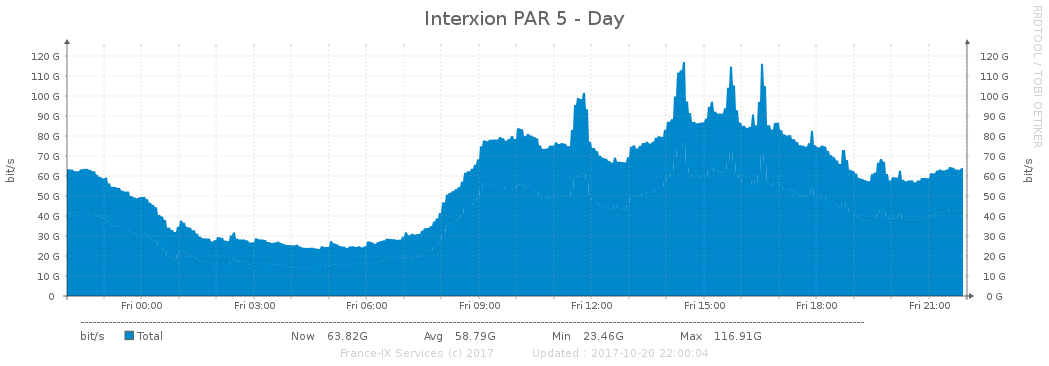 Interxion PAR 5 - Day
RRDTOOL / TOBI OETIKER
bit/s
120 G 120 G
110 G 110 G
100 G 100 G
90 G 90 G
80 G 80 G
70 G 70 G
60 G 60 G
50 G 50 G
40 G 40 G
30 G 30 G
20 G 20 G
10 G 10 G
0 0 G
bit/s
Fri 00:00 Fri 03:00 Fri 06:00 Fri 09:00 Fri 12:00 Fri 15:00 Fri 18:00 Fri 21:00
bit/s Total Now 63.82G Avg 58.79G Min 23.46G Max 116.91G
France-IX Services (c) 2017 Updated : 2017-10-20 22:00:04